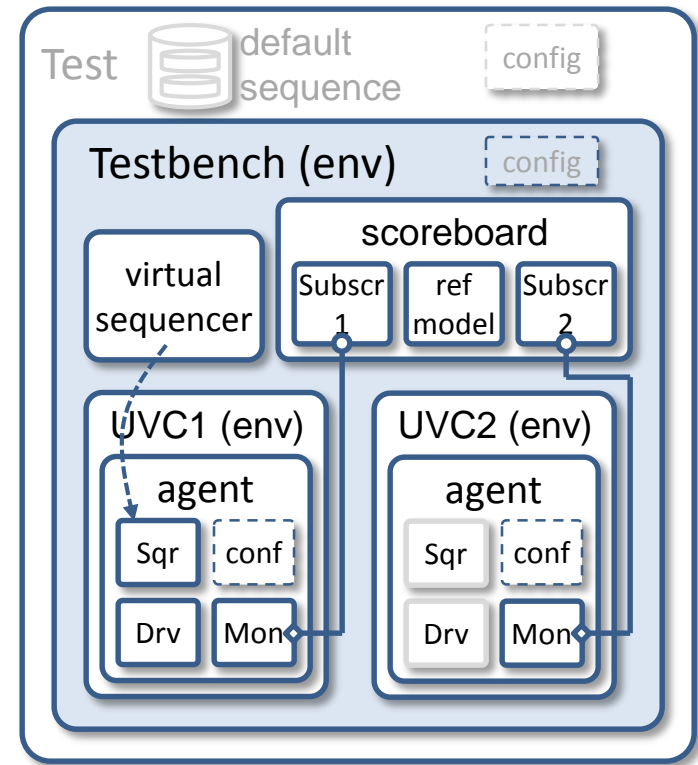 Test
default
sequence
config
Testbench (env)
config
scoreboard
virtual
sequencer
Subscr
1
ref
model
Subscr
2
UVC1 (env)
agent
Sqr
conf
Drv
Mon
UVC2 (env)
agent
Sqr
conf
Drv
Mon